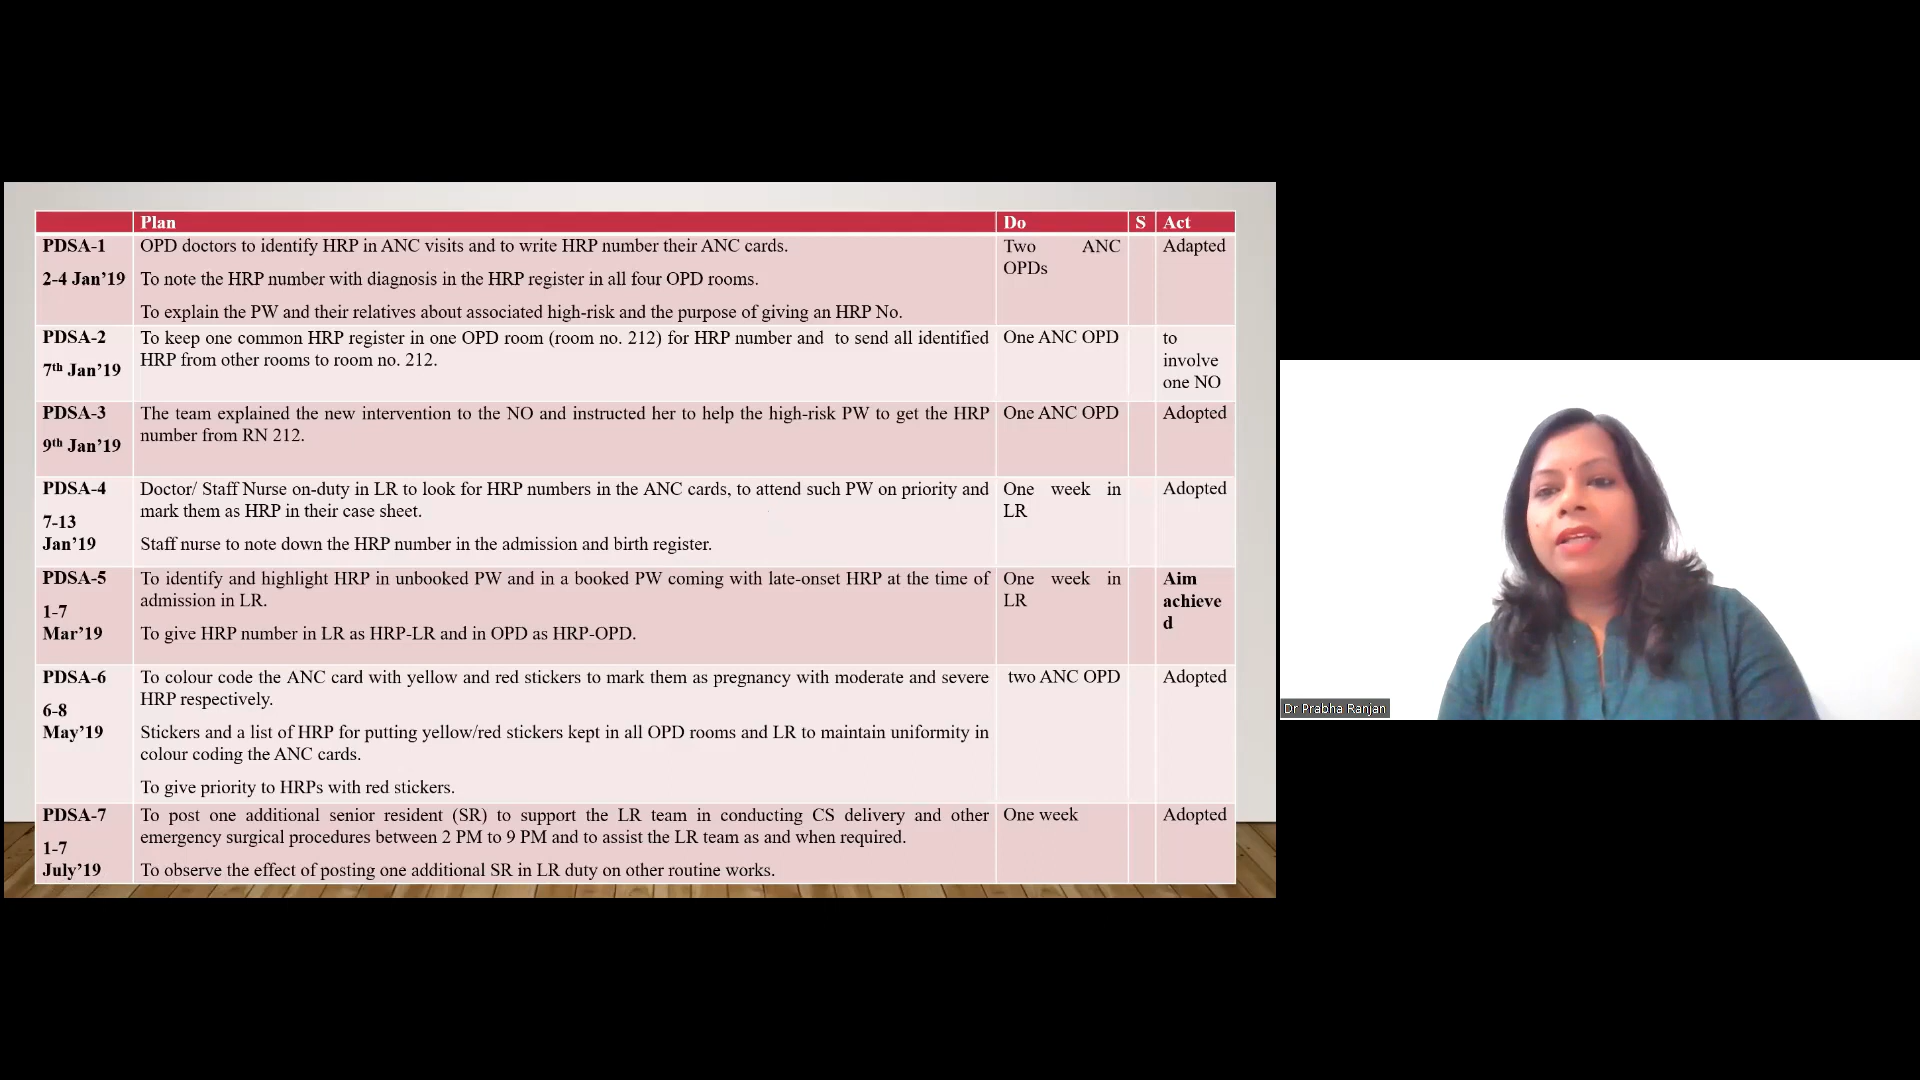 Plan Do S Act
PDSA-1
2-4 Jan’19
OPD doctors to identify HRP in ANC visits and to write HRP number their ANC cards.
To note the HRP number with diagnosis in the HRP register in all four OPD rooms.
To explain the PW and their relatives about associated high-risk and the purpose of giving an HRP No.
Two ANC
OPDs
Adapted
PDSA-2
7th Jan’19
To keep one common HRP register in one OPD room (room no. 212) for HRP number and to send all identified
HRP from other rooms to room no. 212.
One ANC OPD
to
involve
one NO
PDSA-3
9th Jan’19
The team explained the new intervention to the NO and instructed her to help the high-risk PW to get the HRP
number from RN 212.
One ANC OPD
Adopted
PDSA-4
7-13
Jan’19
Doctor/ Staff Nurse on-duty in LR to look for HRP numbers in the ANC cards, to attend such PW on priority and
mark them as HRP in their case sheet.
Staff nurse to note down the HRP number in the admission and birth register.
One week in
LR
Adopted
PDSA-5
1-7
Mar’19
To identify and highlight HRP in unbooked PW and in a booked PW coming with late-onset HRP at the time of
admission in LR.
To give HRP number in LR as HRP-LR and in OPD as HRP-OPD.
One week in
LR
Aim
achieve
d
PDSA-6
6-8
May’19
To colour code the ANC card with yellow and red stickers to mark them as pregnancy with moderate and severe
HRP respectively.
Stickers and a list of HRP for putting yellow/red stickers kept in all OPD rooms and LR to maintain uniformity in
colour coding the ANC cards.
To give priority to HRPs with red stickers.
two ANC OPD
Adopted
PDSA-7
1-7
July’19
To post one additional senior resident (SR) to support the LR team in conducting CS delivery and other
emergency surgical procedures between 2 PM to 9 PM and to assist the LR team as and when required.
To observe the effect of posting one additional SR in LR duty on other routine works.
One week
Adopted
Dr Prabha Ranjan